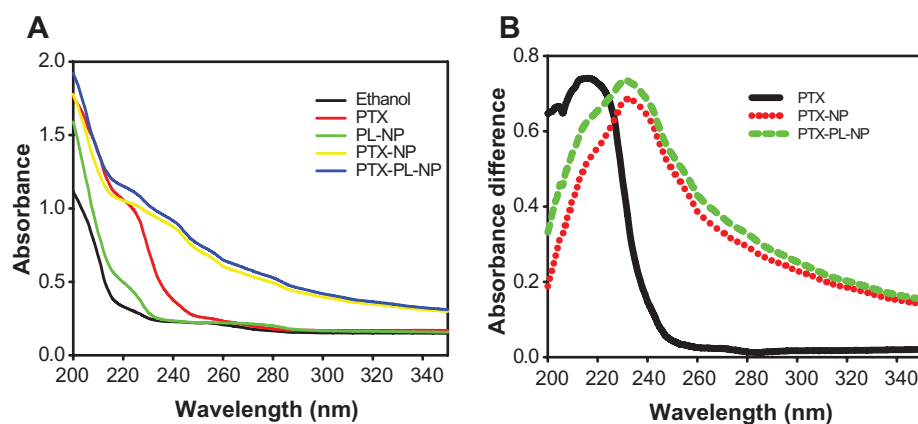 A
2.0
1.5
1.0
0.5
0.0
Absorbance
Ethanol
PTX
PL-NP
PTX-NP
PTX-PL-NP
200 220 240 260 280 300 320 340
Wavelength (nm)
B
0.8
0.6
0.4
0.2
0.0
Absorbance difference
PTX
PTX-NP
PTX-PL-NP
200 220 240 260 280 300 320 340
Wavelength (nm)